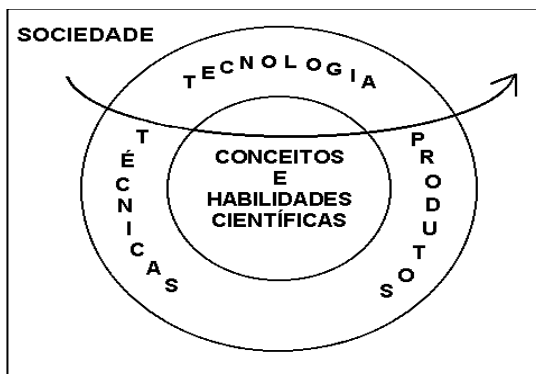 SOCIEDADE
TECNOLOGIA
TÉCNICAS
CONCEITOS
E
HABILIDADES
CIENTÍFICAS
PRODUTOS